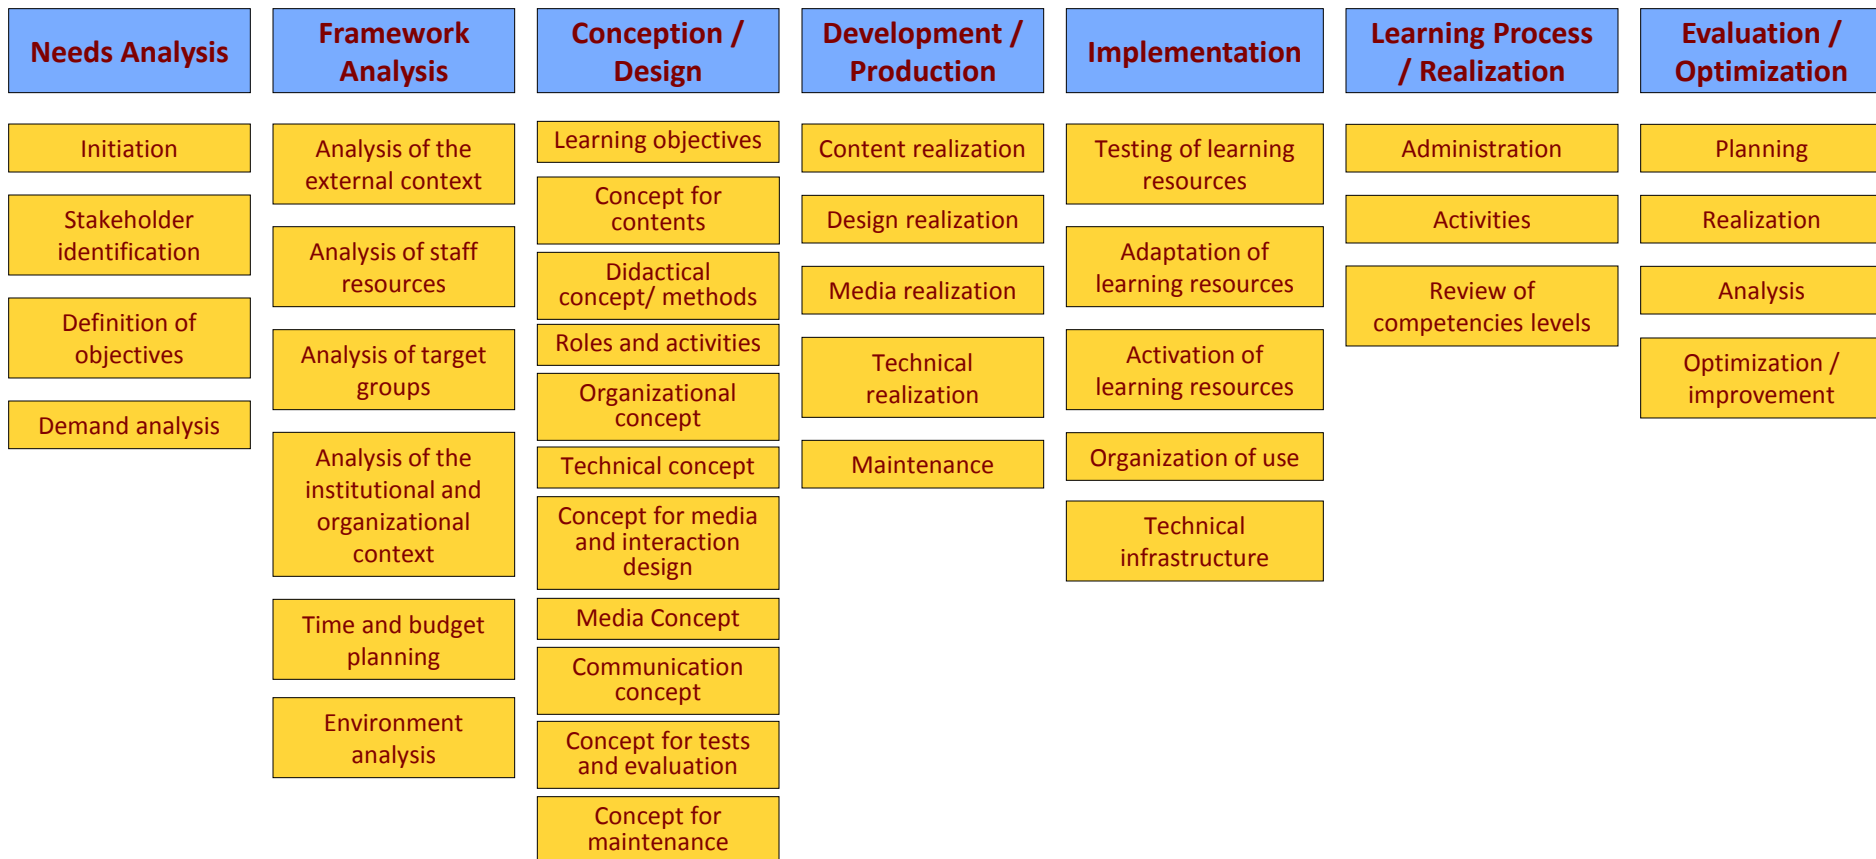 Needs Analysis
Initiation
Stakeholder
identification
Definition of
objectives
Demand analysis
Framework
Analysis
Analysis of the
external context
Analysis of staff
resources
Analysis of target
groups
Analysis of the
institutional and
organizational
context
Time and budget
planning
Environment
analysis
Conception /
Design
Learning objectives
Concept for
contents
Didactical
concept/ methods
Roles and activities
Organizational
concept
Technical concept
Concept for media
and interaction
design
Media Concept
Communication
concept
Concept for tests
and evaluation
Concept for
maintenance
Development /
Production
Content realization
Design realization
Media realization
Technical
realization
Maintenance
Implementation
Testing of learning
resources
Adaptation of
learning resources
Activation of
learning resources
Organization of use
Technical
infrastructure
Learning Process
/ Realization
Administration
Activities
Review of
competencies levels
Evaluation /
Optimization
Planning
Realization
Analysis
Optimization /
improvement